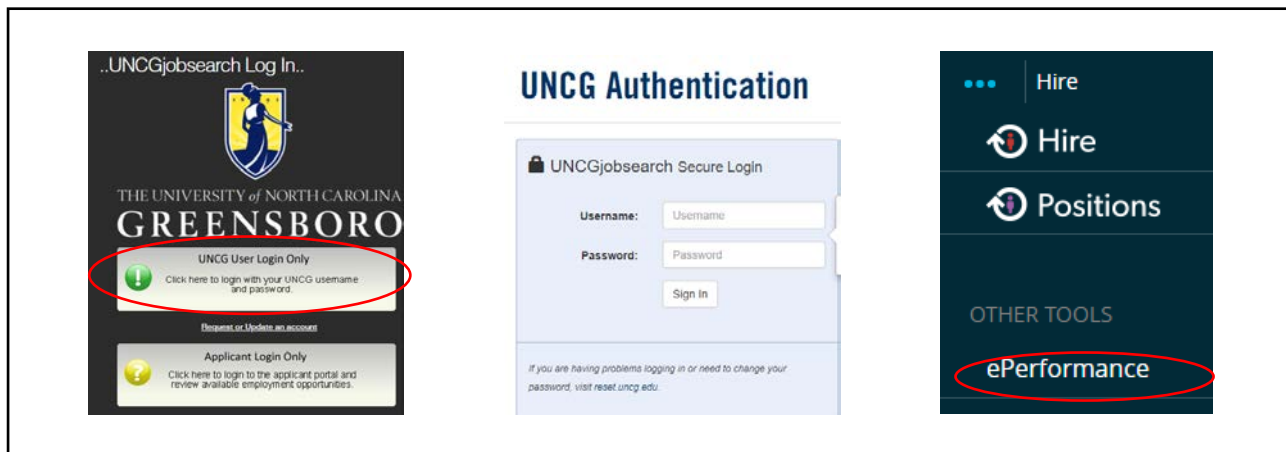 ..UNCGjobsearch Log In..
THE UNIVERSITY of NORTH CAROLINA
GREENSBORO
UNCG User Login Only
Click here to login with your UNCG username
and password.
Request or Update an account
Applicant Login Only
Click here to login to the applicant portal and
review available employment opportunities.
UNCG Authentication
UNCGjobsearch Secure Login
Username: Username
Password: Password
Sign In
If you are having problems logging in or need to change your
password, visit reset.uncg.edu.
Hire
Hire
Positions
OTHER TOOLS
ePerformance